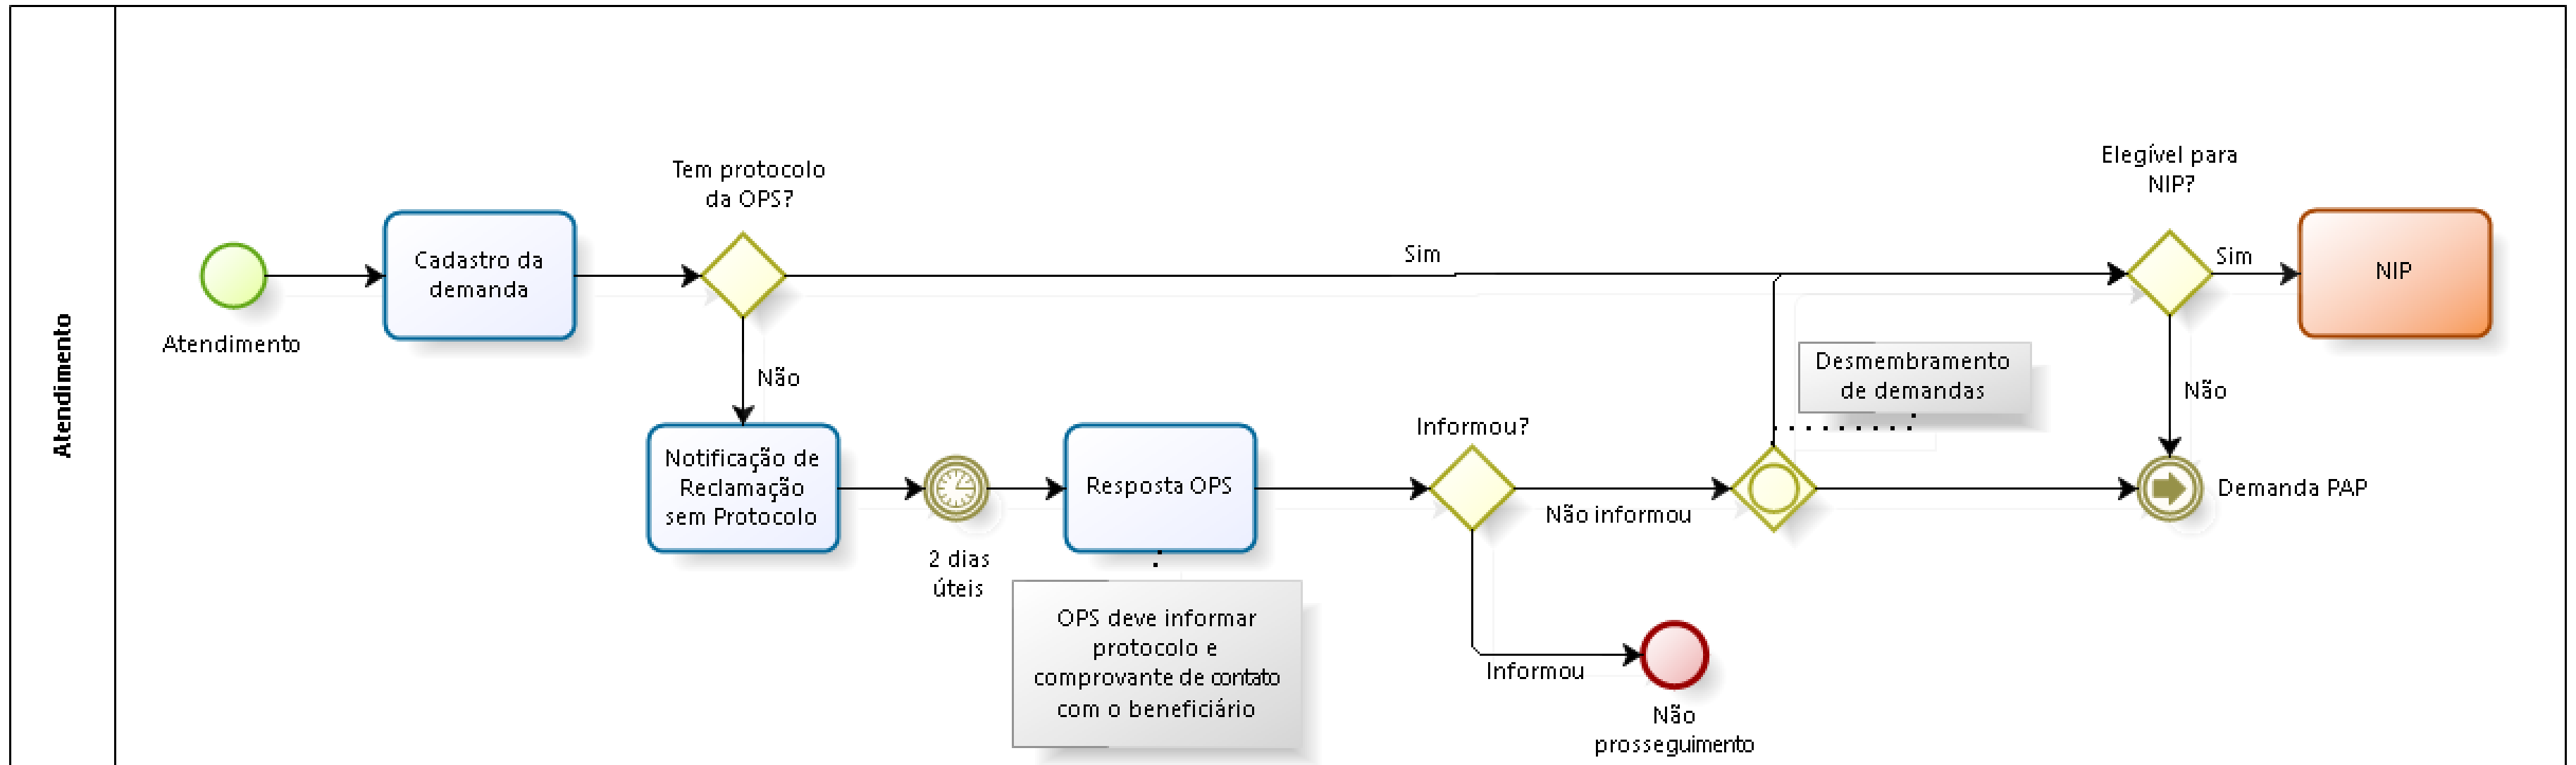 Atendimento
Atendimento
Cadastro da
demanda
Tem protocolo
da OPS?
Sim
Não
Notificação de
Reclamação
sem Protocolo
2 dias
úteis
Resposta OPS
OPS deve informar
protocolo e
comprovante de contato
com o beneficiário
Informou?
Não informou
Informou
Não
prosseguimento
Desmembramento
de demandas
Elegível para
NIP?
Sim
NIP
Não
Demanda PAP